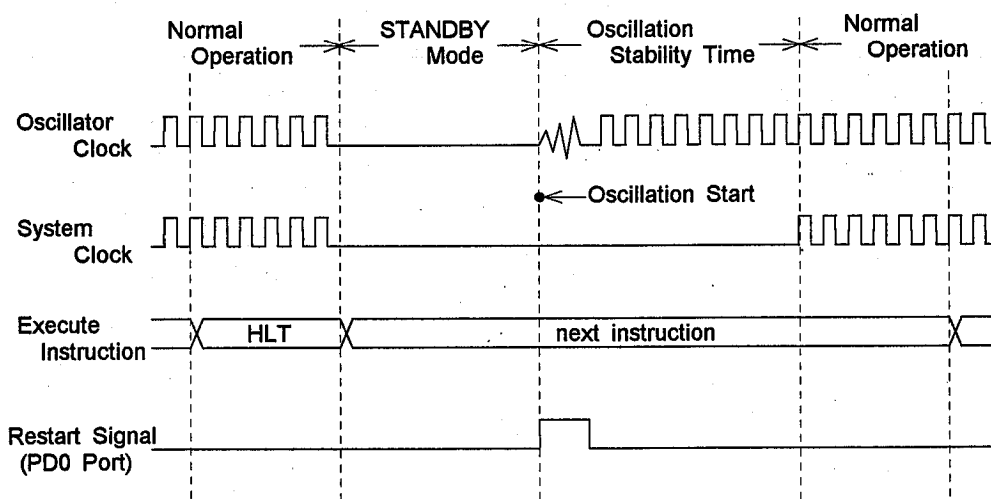 Normal
Operation
STANDBY
Mode
Oscillation
Stability Time
Normal
Operation
Oscillator
Clock
Oscillation Start
System
Clock
Execute
Instruction
HLT
next instruction
Restart Signal
(PD0 Port)